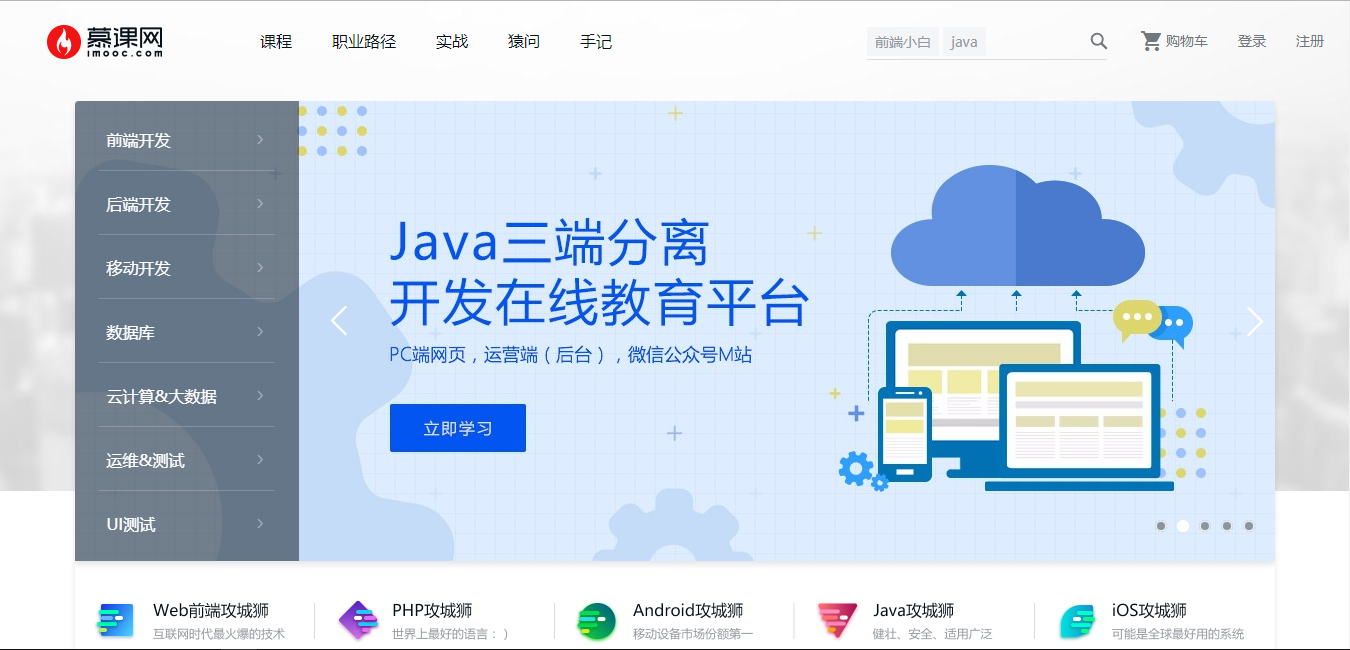 慕课网
imooc.com
课程 职业路径 实战 猿问 手记
前端小白 java
购物车 登录 注册
前端开发
后端开发
移动开发
数据库
云计算&大数据
运维&测试
UI测试
Java三端分离
开发在线教育平台
PC端网页，运营端（后台），微信公众号M站
立即学习
Web前端攻城狮
互联网时代最火爆的技术
PHP攻城狮
世界上最好的语言：）
Android攻城狮
移动设备市场份额第一
Java攻城狮
健壮、安全、适用广泛
iOS攻城狮
可能是全球最好用的系统